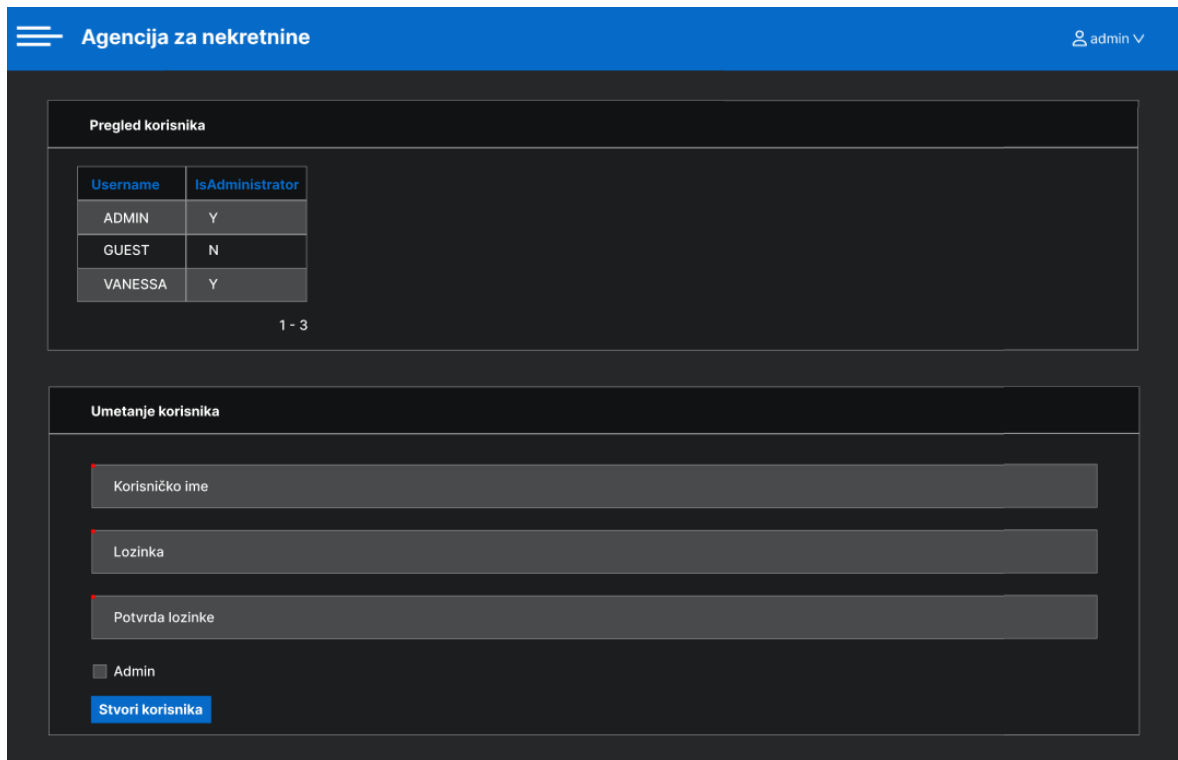 Agencija za nekretnine
admin
Pregled korisnika
Username IsAdministrator
ADMIN Y
GUEST N
VANESSA Y
1 - 3
Umetanje korisnika
Korisničko ime
Lozinka
Potvrda lozinke
Admin
Stvori korisnika